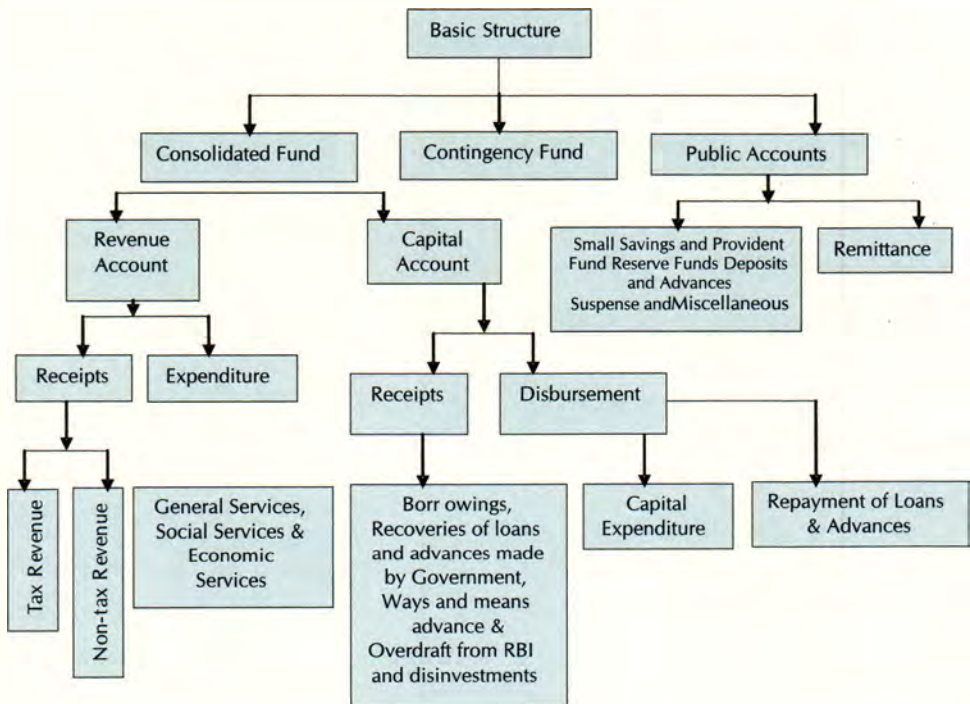 Basic Structure
Consolidated Fund
Contingency Fund
Public Accounts
Revenue
Account
Capital
Account
Small Savings and Provident
Fund Reserve Funds Deposits
and Advances
Suspense andMiscellaneous
Remittance
Receipts
Expenditure
Receipts
Disbursement
Tax Revenue
Non-tax Revenue
General Services,
Social Services &
Economic
Services
Borr owings,
Recoveries of loans
and advances made
by Government,
Ways and means
advance &
Overdraft from RBI
and disinvestments
Capital
Expenditure
Repayment of Loans
& Advances